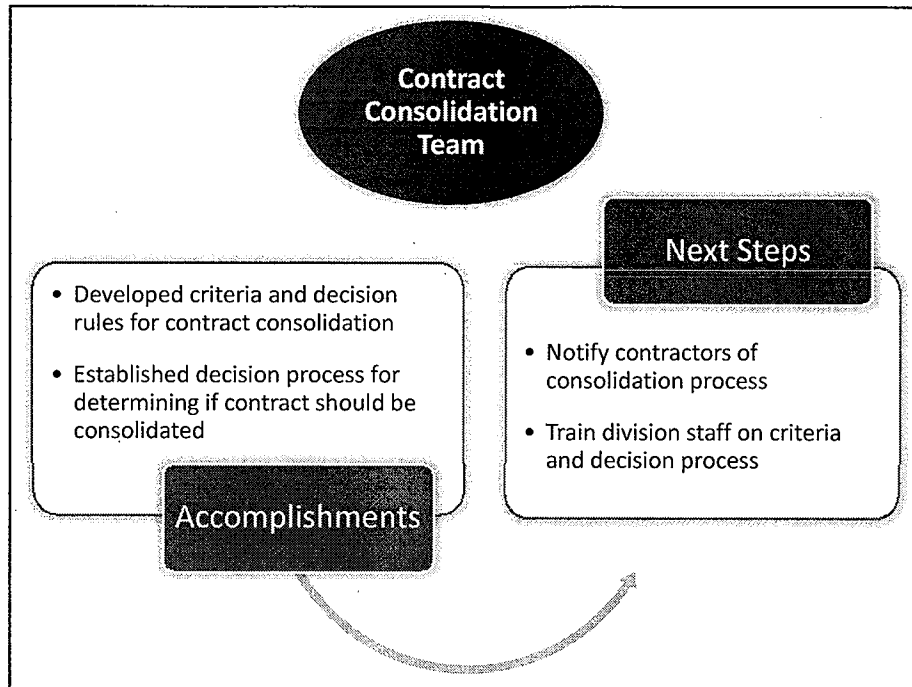 Contract
Consolidation
Team
• Developed criteria and decision
rules for contract consolidation
• Established decision process for
determining if contract should be
consolidated
Accomplishments
Next Steps
• Notify contractors of
consolidation process
• Train division staff on criteria
and decision process